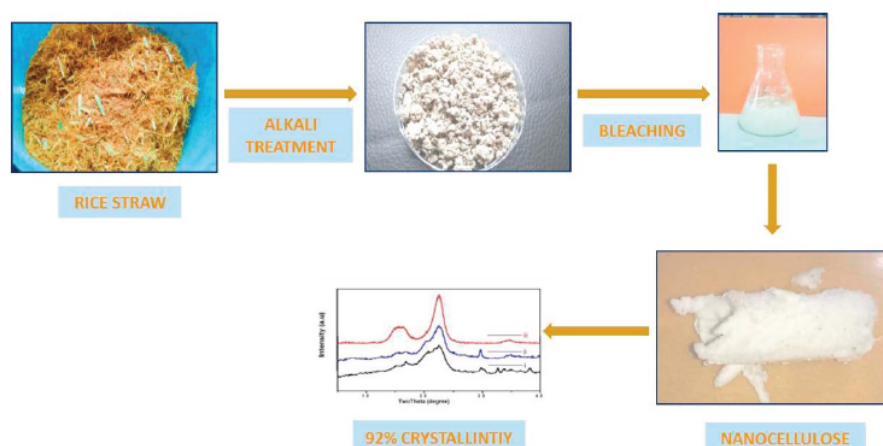 ALKALI
TREATMENT
BLEACHING
RICE STRAW
Intensity (a.u)
TwoTheta (degree)
92% CRYSTALLINTIY
NANOCELLULOSE